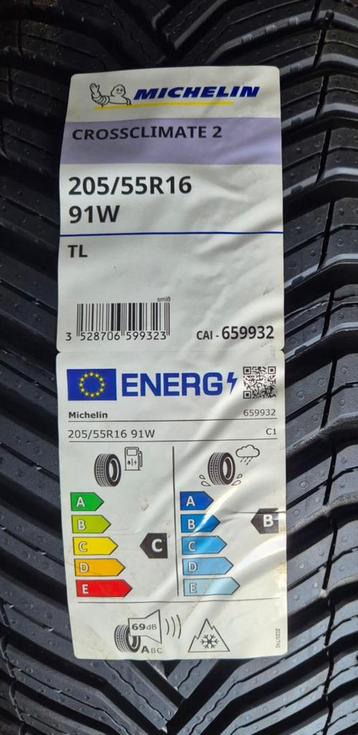 MICHELIN
CROSSCLIMATE 2
205/55R16
91W
TL
3 528706 599323
CAI - 659932
ENERG
Michelin 659932
205/55R16 91W C1
A A
B B B
C C C
D D
E E
69dB
ABC